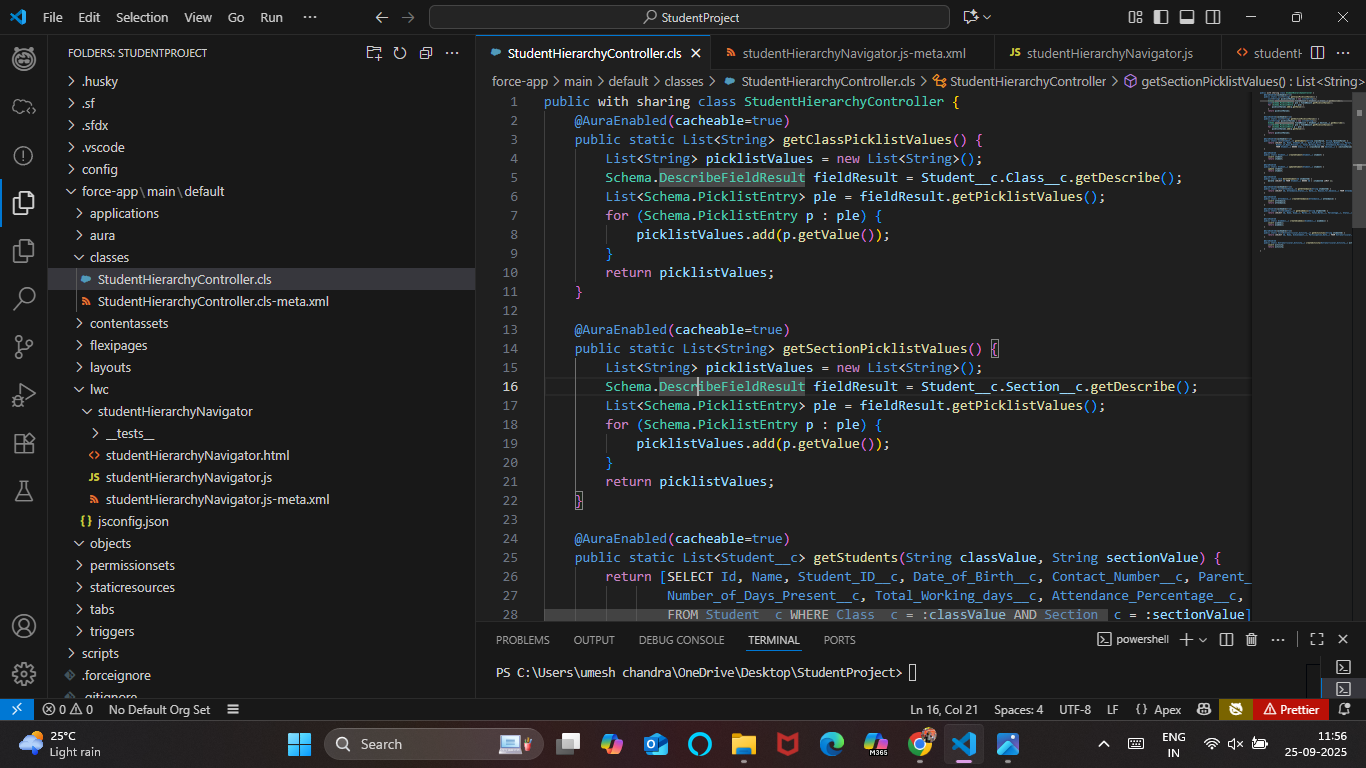 File Edit Selection View Go Run ··· StudentProject
FOLDERS: STUDENTPROJECT
.husky
.sf
.sfdx
.vscode
config
force-app\main\default
applications
aura
classes
StudentHierarchyController.cls
StudentHierarchyController.cls-meta.xml
contentassets
flexipages
layouts
lwc
studentHierarchyNavigator
__tests__
studentHierarchyNavigator.html
JS studentHierarchyNavigator.js
studentHierarchyNavigator.js-meta.xml
{} jsconfig.json
objects
permissionsets
staticresources
tabs
triggers
scripts
.forceignore
.gitignore
StudentHierarchyController.cls studentHierarchyNavigator.js-meta.xml JS studentHierarchyNavigator.js studentH
force-app > main > default > classes > StudentHierarchyController.cls > StudentHierarchyController > getSectionPicklistValues() : List<String>
1 public with sharing class StudentHierarchyController {
2 @AuraEnabled(cacheable=true)
3 public static List<String> getClassPicklistValues() {
4 List<String> picklistValues = new List<String>();
5 Schema.DescribeFieldResult fieldResult = Student__c.Class__c.getDescribe();
6 List<Schema.PicklistEntry> ple = fieldResult.getPicklistValues();
7 for (Schema.PicklistEntry p : ple) {
8 picklistValues.add(p.getValue());
9 }
10 return picklistValues;
11 }
12
13 @AuraEnabled(cacheable=true)
14 public static List<String> getSectionPicklistValues() {
15 List<String> picklistValues = new List<String>();
16 Schema.DescribeFieldResult fieldResult = Student__c.Section__c.getDescribe();
17 List<Schema.PicklistEntry> ple = fieldResult.getPicklistValues();
18 for (Schema.PicklistEntry p : ple) {
19 picklistValues.add(p.getValue());
20 }
21 return picklistValues;
22 }
23
24 @AuraEnabled(cacheable=true)
25 public static List<Student__c> getStudents(String classValue, String sectionValue) {
26 return [SELECT Id, Name, Student_ID__c, Date_of_Birth__c, Contact_Number__c, Parent_
27 Number_of_Days_Present__c, Total_Working_days__c, Attendance_Percentage__c,
28 FROM Student__c WHERE Class__c = :classValue AND Section__c = :sectionValue]
PROBLEMS OUTPUT DEBUG CONSOLE TERMINAL PORTS powershell
PS C:\Users\umesh chandra\OneDrive\Desktop\StudentProject>
0 0 No Default Org Set Ln 16, Col 21 Spaces: 4 UTF-8 LF {} Apex Prettier
25°C
Light rain
Search
M365
ENG
IN
11:56
25-09-2025